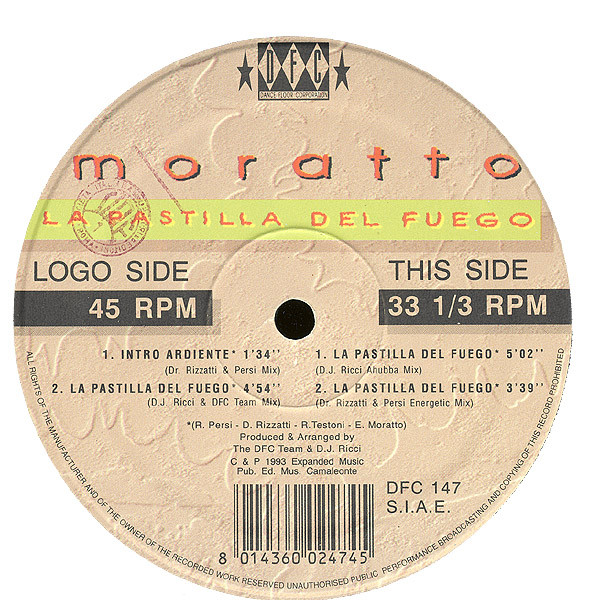 DFC
DANCE FLOOR CORPORATION
moratto
LA PASTILLA DEL FUEGO
LOGO SIDE
45 RPM
1. INTRO ARDIENTE* 1'34''
(Dr. Rizzatti & Persi Mix)
2. LA PASTILLA DEL FUEGO* 4'54''
(D.J. Ricci & DFC Team Mix)
THIS SIDE
33 1/3 RPM
1. LA PASTILLA DEL FUEGO* 5'02''
(D.J. Ricci Ahubba Mix)
2. LA PASTILLA DEL FUEGO* 3'39''
(Dr. Rizzatti & Persi Energetic Mix)
*(R. Persi - D. Rizzatti - R.Testoni - E. Moratto)
Produced & Arranged by
The DFC Team & D.J. Ricci
C & P 1993 Expanded Music
Pub. Ed. Mus. Camaleonte
DFC 147
S.I.A.E.
8 014360 024745
ALL RIGHTS OF THE MANUFACTURER AND OF THE OWNER OF THE RECORDED WORK RESERVED UNAUTHORISED PUBLIC PERFORMANCE BROADCASTING AND COPYING OF THIS RECORD PROHIBITED